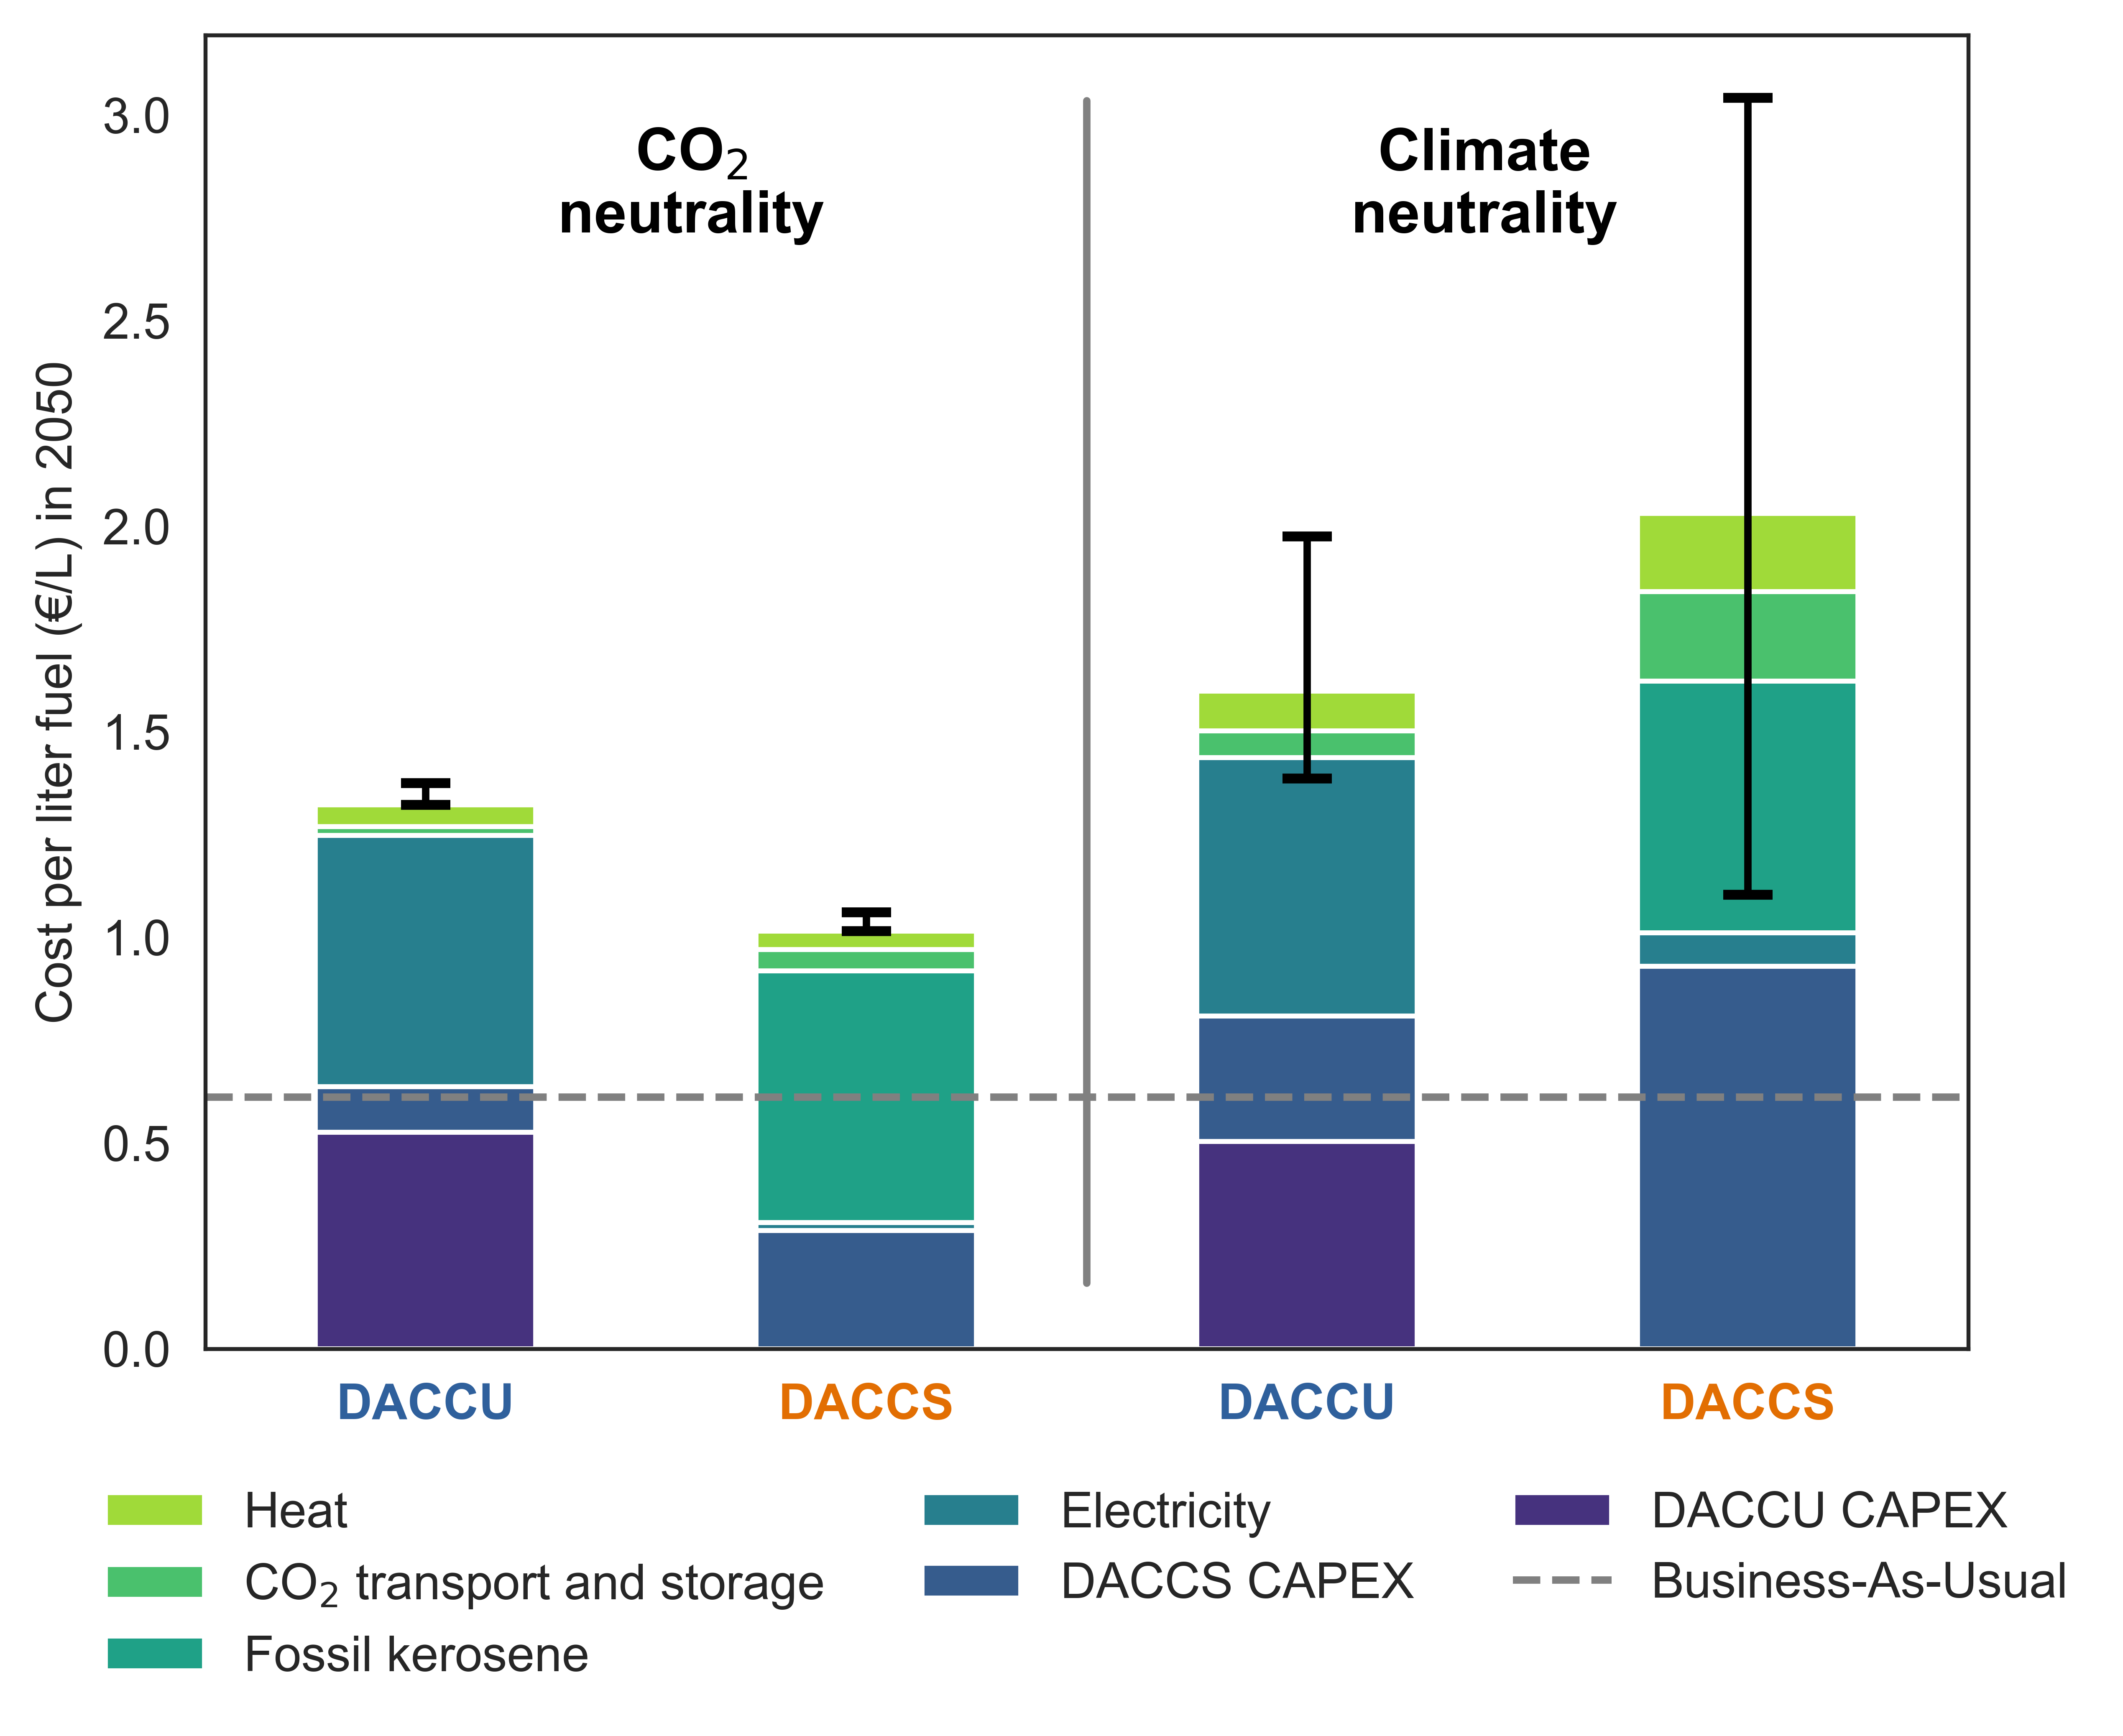 CO₂
neutrality
Climate
neutrality
Cost per liter fuel (€/L) in 2050
3.0
2.5
2.0
1.5
1.0
0.5
0.0
DACCU
DACCS
DACCU
DACCS
Heat
CO₂ transport and storage
Fossil kerosene
Electricity
DACCS CAPEX
DACCU CAPEX
Business-As-Usual